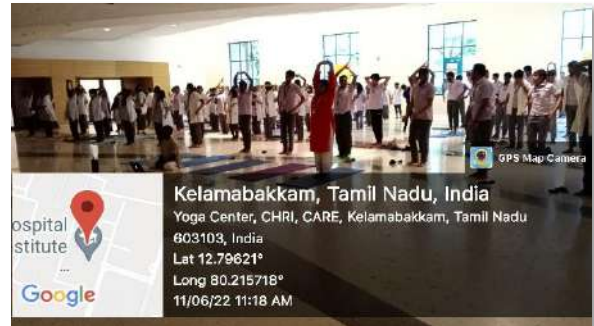 GPS Map Camera
Kelamabakkam, Tamil Nadu, India
Yoga Center, CHRI, CARE, Kelamabakkam, Tamil Nadu
603103, India
Lat 12.79621°
Long 80.215718°
11/06/22 11:18 AM
ospital
stitute
Google